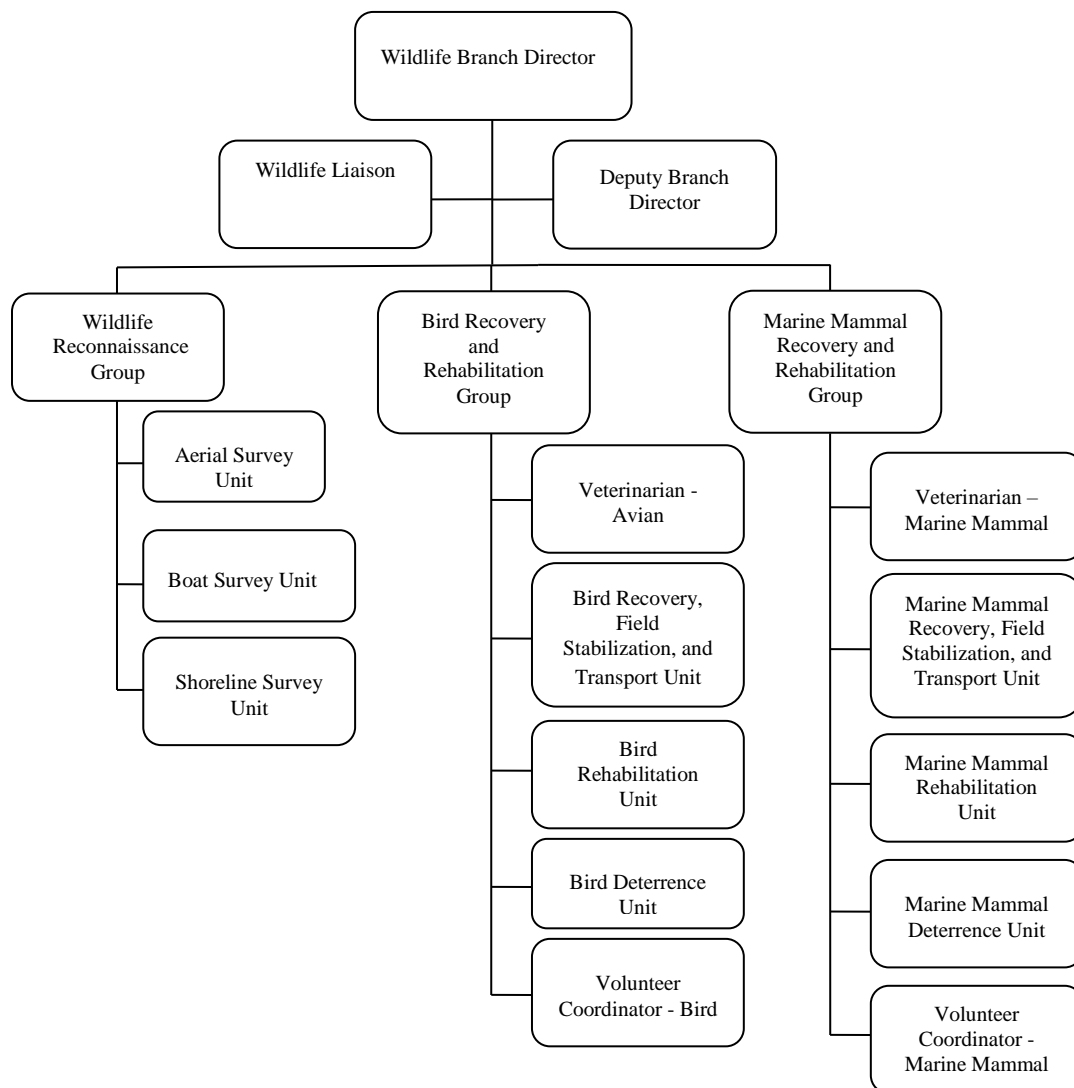 Wildlife Branch Director
Wildlife Liaison
Deputy Branch
Director
Wildlife
Reconnaissance
Group
Aerial Survey
Unit
Boat Survey Unit
Shoreline Survey
Unit
Bird Recovery
and
Rehabilitation
Group
Veterinarian -
Avian
Bird Recovery,
Field
Stabilization, and
Transport Unit
Bird
Rehabilitation
Unit
Bird Deterrence
Unit
Volunteer
Coordinator - Bird
Marine Mammal
Recovery and
Rehabilitation
Group
Veterinarian –
Marine Mammal
Marine Mammal
Recovery, Field
Stabilization, and
Transport Unit
Marine Mammal
Rehabilitation
Unit
Marine Mammal
Deterrence Unit
Volunteer
Coordinator -
Marine Mammal